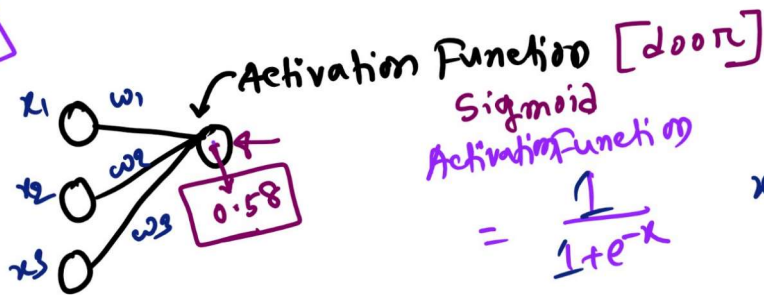 Activation Function [door]
Sigmoid
Activation Function
= 1 / 1+e^-x
x1 w1
x2 w2
x3 w3
0.58
x